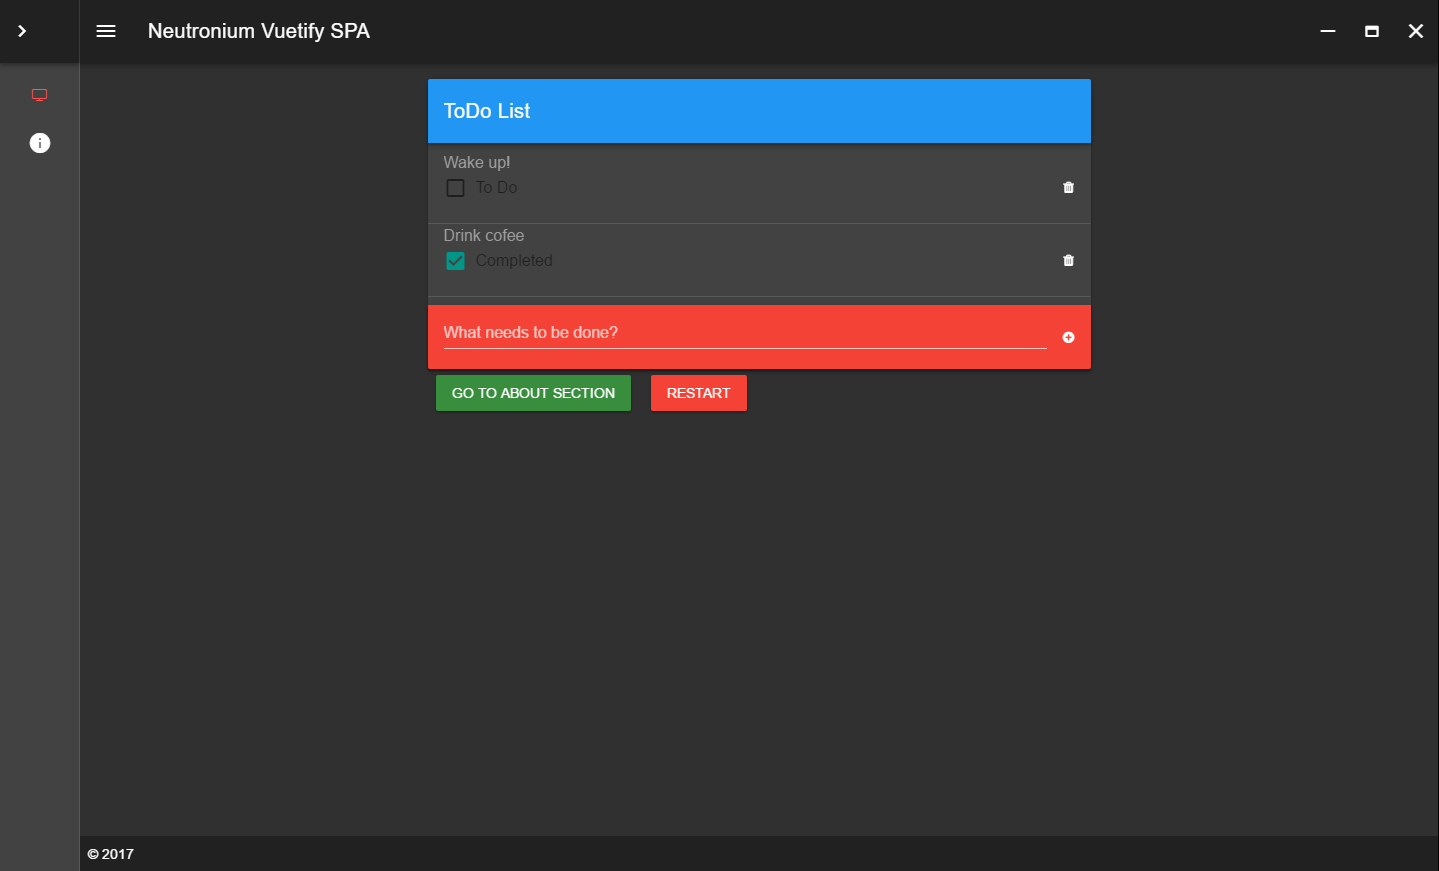 Neutronium Vuetify SPA
ToDo List
Wake up!
To Do
Drink cofee
Completed
What needs to be done?
GO TO ABOUT SECTION
RESTART
© 2017